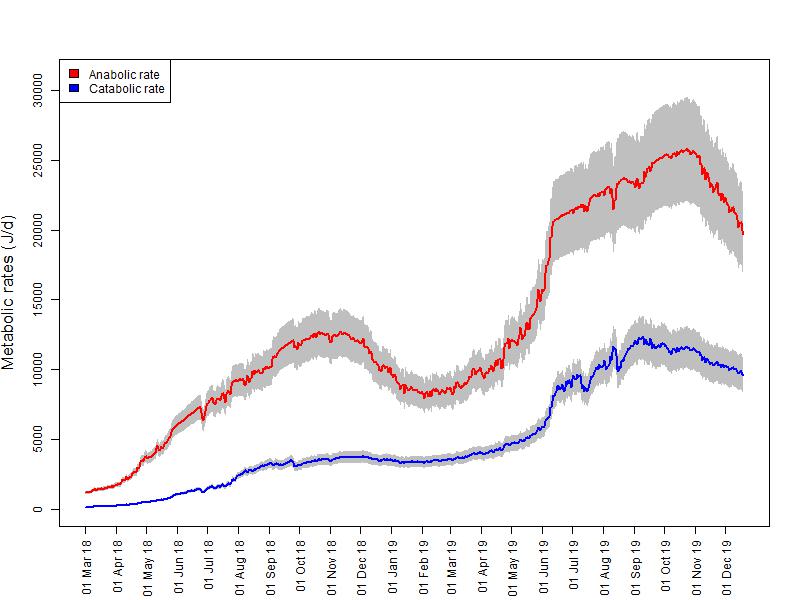 Anabolic rate
Catabolic rate
Metabolic rates (J/d)
30000
25000
20000
15000
10000
5000
0
01 Mar 18
01 Apr 18
01 May 18
01 Jun 18
01 Jul 18
01 Aug 18
01 Sep 18
01 Oct 18
01 Nov 18
01 Dec 18
01 Jan 19
01 Feb 19
01 Mar 19
01 Apr 19
01 May 19
01 Jun 19
01 Jul 19
01 Aug 19
01 Sep 19
01 Oct 19
01 Nov 19
01 Dec 19